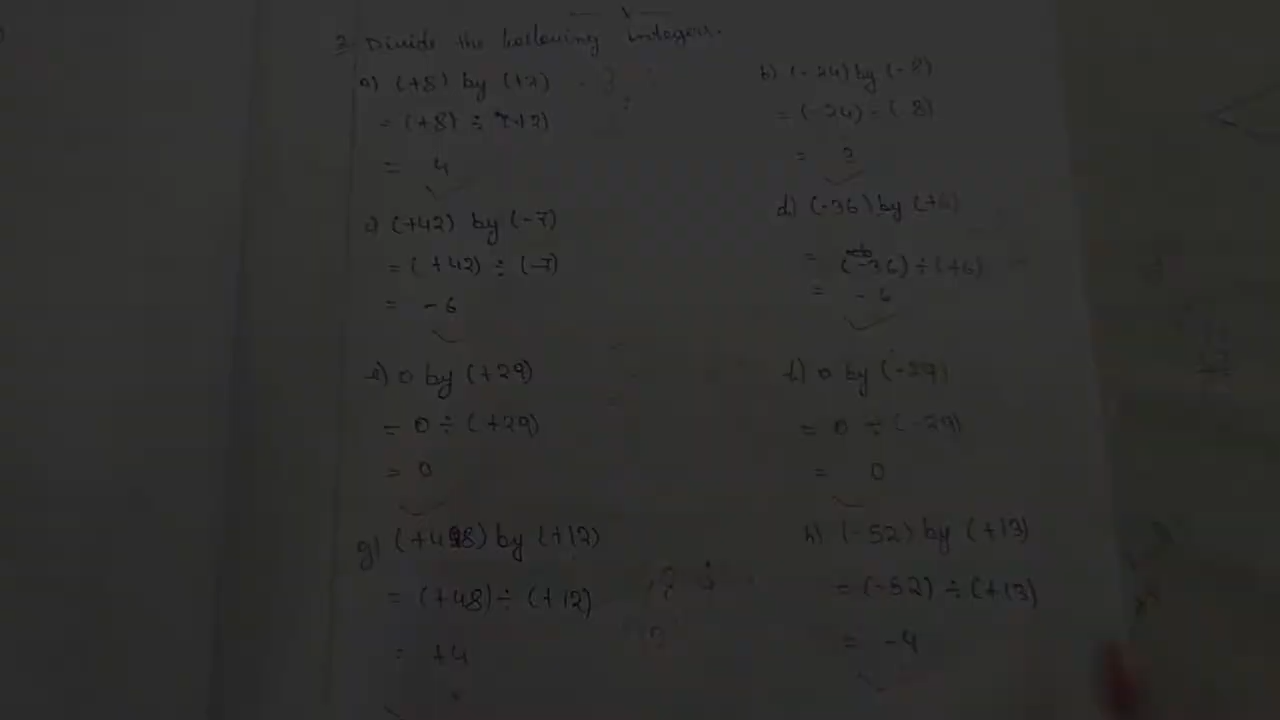 2. Divide the following integers.
a) (+8) by (+2)
= (+8) ÷ (+2)
= 4
b) (-24) by (-8)
= (-24) ÷ (-8)
= 3
c) (+42) by (-7)
= (+42) ÷ (-7)
= -6
d) (-36) by (+6)
= (-36) ÷ (+6)
= -6
e) 0 by (+29)
= 0 ÷ (+29)
= 0
f) 0 by (-29)
= 0 ÷ (-29)
= 0
g) (+48) by (+12)
= (+48) ÷ (+12)
= +4
h) (-52) by (+13)
= (-52) ÷ (+13)
= -4